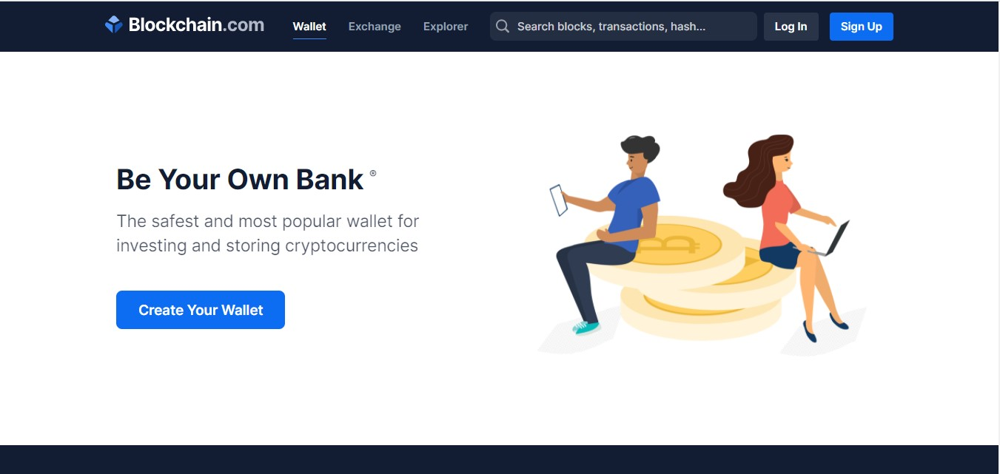 Blockchain.com
Wallet
Exchange
Explorer
Search blocks, transactions, hash...
Log In
Sign Up
Be Your Own Bank ®
The safest and most popular wallet for
investing and storing cryptocurrencies
Create Your Wallet